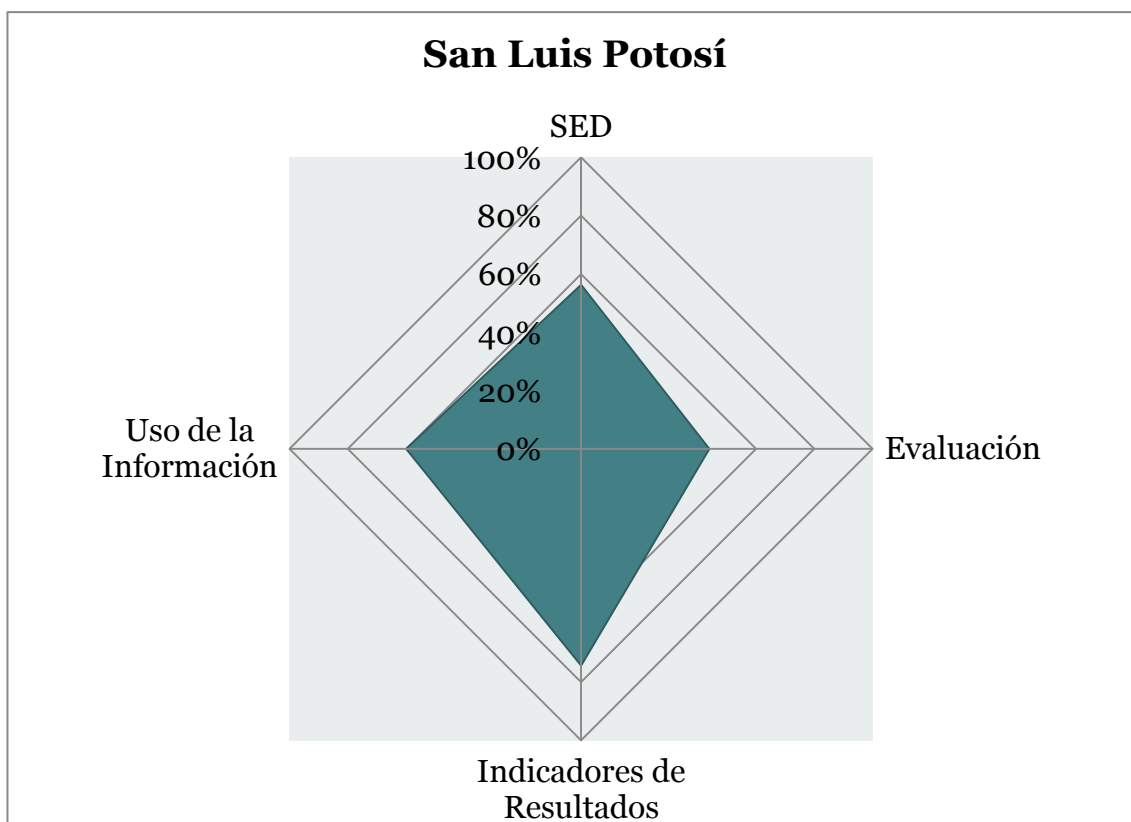 San Luis Potosí
SED
100%
80%
60%
40%
20%
0%
Uso de la
Información
Evaluación
Indicadores de
Resultados